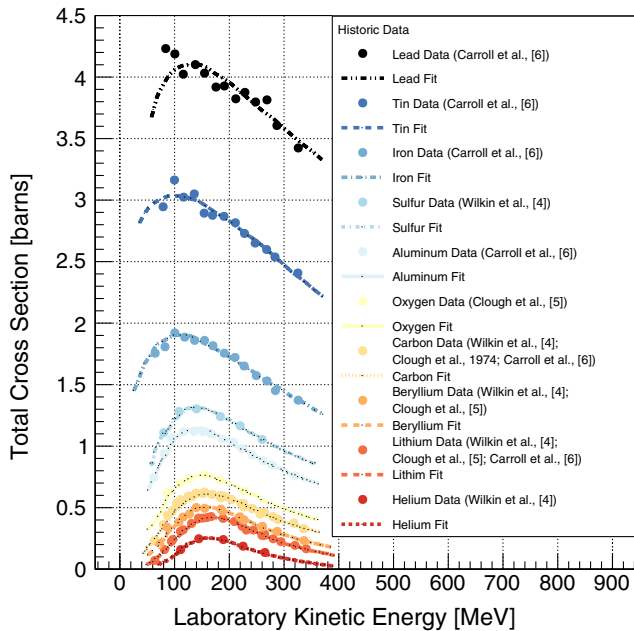 Total Cross Section [barns]
4.5
4
3.5
3
2.5
2
1.5
1
0.5
0
0 100 200 300 400 500 600 700 800 900
Laboratory Kinetic Energy [MeV]
Historic Data
Lead Data (Carroll et al., [6])
Lead Fit
Tin Data (Carroll et al., [6])
Tin Fit
Iron Data (Carroll et al., [6])
Iron Fit
Sulfur Data (Wilkin et al., [4])
Sulfur Fit
Aluminum Data (Carroll et al., [6])
Aluminum Fit
Oxygen Data (Clough et al., [5])
Oxygen Fit
Carbon Data (Wilkin et al., [4];
Clough et al., 1974; Carroll et al., [6])
Carbon Fit
Beryllium Data (Wilkin et al., [4];
Clough et al., [5])
Beryllium Fit
Lithium Data (Wilkin et al., [4];
Clough et al., [5]; Carroll et al., [6])
Lithim Fit
Helium Data (Wilkin et al., [4])
Helium Fit